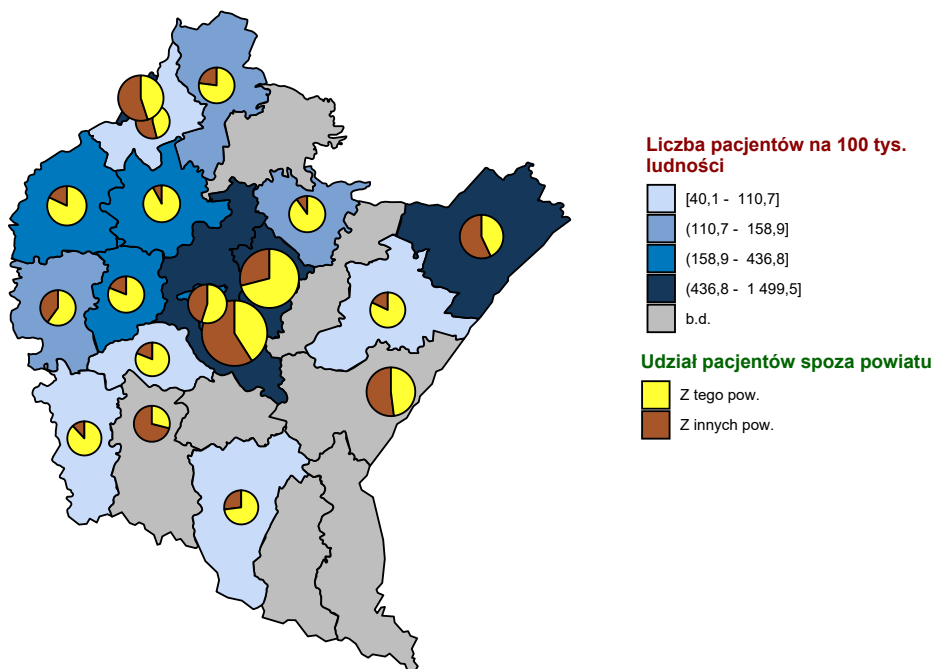 Liczba pacjentów na 100 tys.
ludności
[40,1 - 110,7]
(110,7 - 158,9]
(158,9 - 436,8]
(436,8 - 1 499,5]
b.d.
Udział pacjentów spoza powiatu
Z tego pow.
Z innych pow.